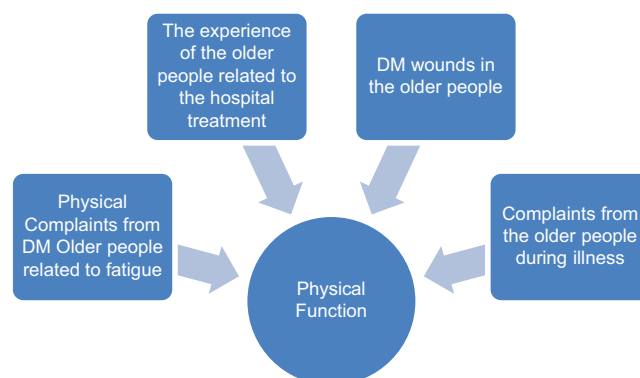 The experience
of the older
people related to
the hospital
treatment
DM wounds in
the older people
Physical
Complaints from
DM Older people
related to fatigue
Complaints from
the older people
during illness
Physical
Function